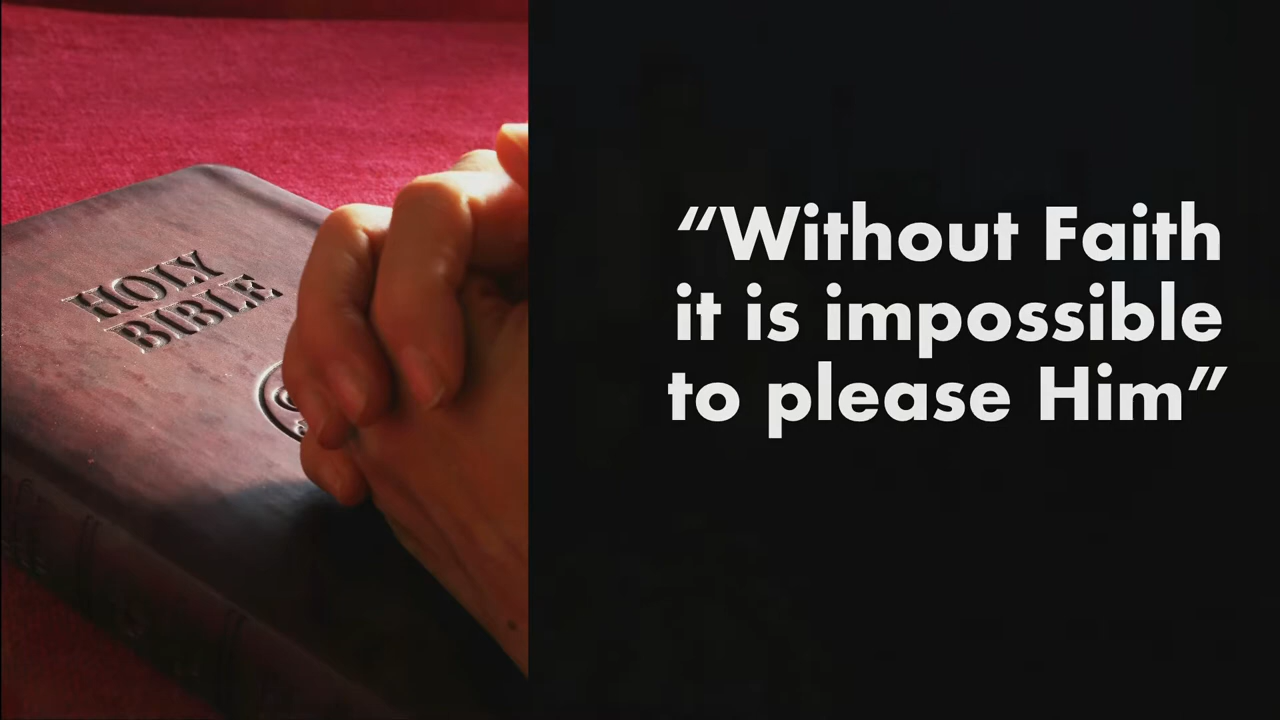 HOLY
BIBLE
“Without Faith
it is impossible
to please Him”